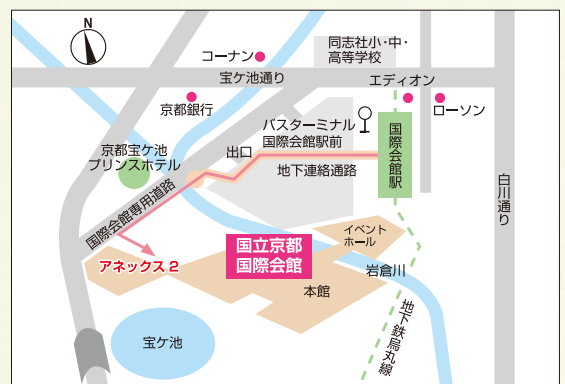 N
コーナン
同志社小・中・
高等学校
宝ケ池通り
エディオン
京都銀行
ローソン
バスターミナル
国際会館駅前
出口
地下連絡通路
国際会館駅
京都宝ケ池
プリンスホテル
白川通り
国際会館専用道路
イベント
ホール
国立京都
国際会館
アネックス2
岩倉川
本館
地下鉄烏丸線
宝ケ池